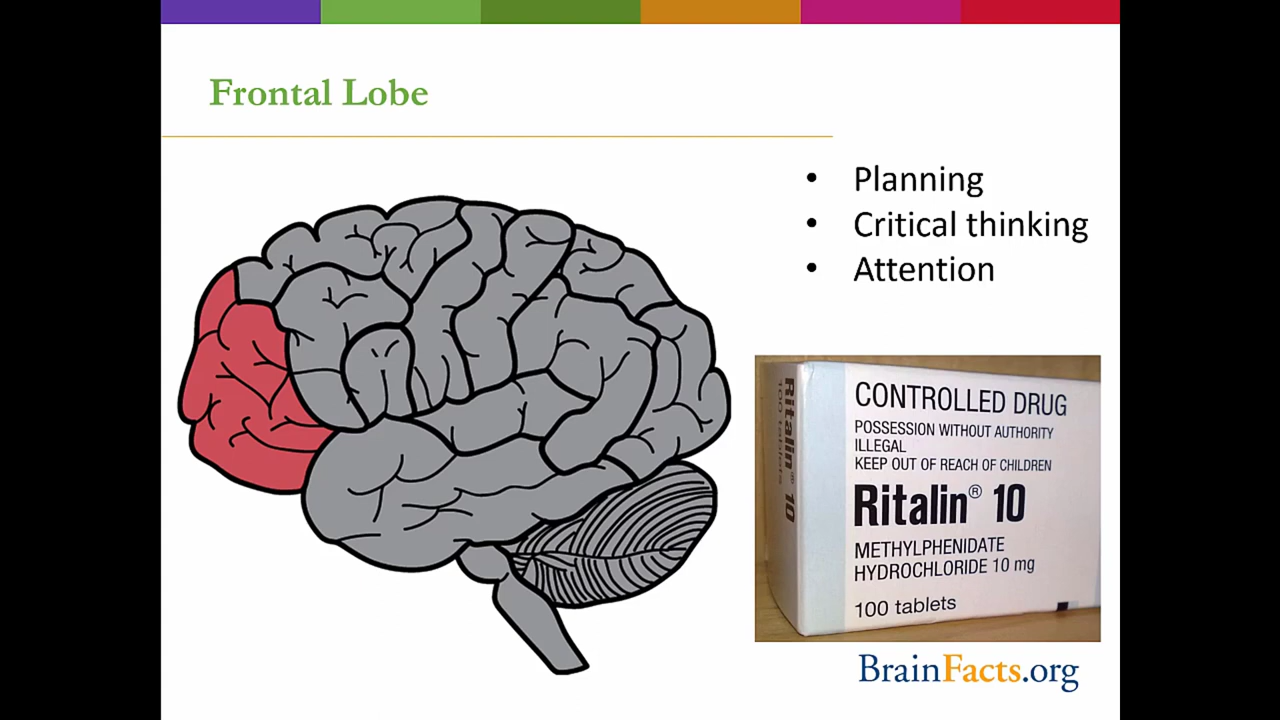 Frontal Lobe
• Planning
• Critical thinking
• Attention
Ritalin® 10
100 tablets
CONTROLLED DRUG
POSSESSION WITHOUT AUTHORITY
ILLEGAL
KEEP OUT OF REACH OF CHILDREN
Ritalin® 10
METHYLPHENIDATE
HYDROCHLORIDE 10 mg
100 tablets
BrainFacts.org